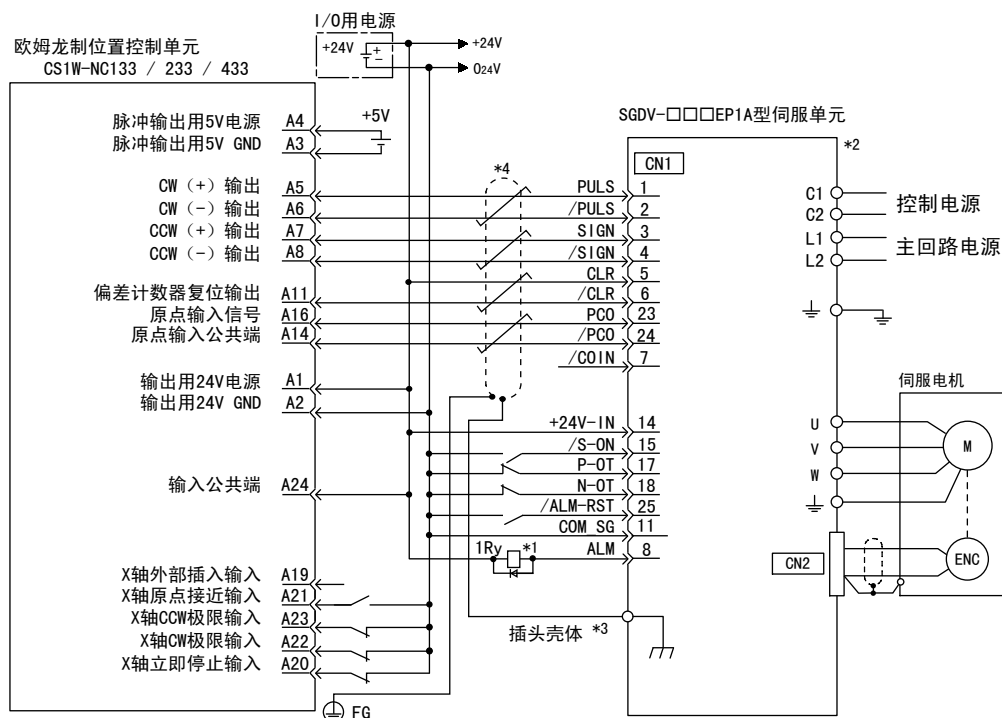 I/O用电源
+24V
+
-
+24V
024V
欧姆龙制位置控制单元
CS1W-NC133 / 233 / 433
脉冲输出用5V电源 A4
+5V
脉冲输出用5V GND A3
CW（+）输出 A5
CW（-）输出 A6
CCW（+）输出 A7
CCW（-）输出 A8
偏差计数器复位输出 A11
原点输入信号 A16
原点输入公共端 A14
输出用24V电源 A1
输出用24V GND A2
输入公共端 A24
X轴外部插入输入 A19
X轴原点接近输入 A21
X轴CCW极限输入 A23
X轴CW极限输入 A22
X轴立即停止输入 A20
FG
*4
1Ry *1
插头壳体 *3
SGDV-□□□EP1A型伺服单元
*2
CN1
PULS 1
/PULS 2
SIGN 3
/SIGN 4
CLR 5
/CLR 6
PCO 23
/PCO 24
/COIN 7
+24V-IN 14
/S-ON 15
P-OT 17
N-OT 18
/ALM-RST 25
COM SG 11
ALM 8
C1
C2
控制电源
L1
L2
主回路电源
伺服电机
U
V
W
M
CN2
ENC